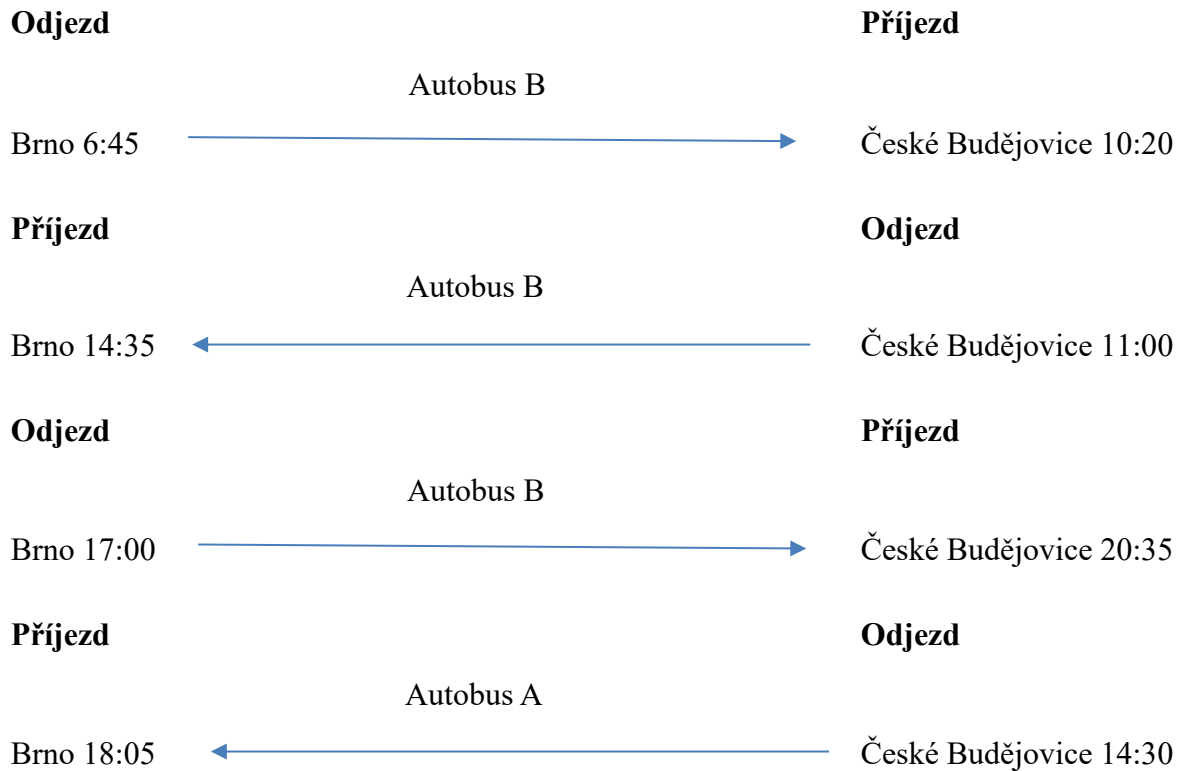 Odjezd Příjezd
Autobus B
Brno 6:45 České Budějovice 10:20
Příjezd Odjezd
Autobus B
Brno 14:35 České Budějovice 11:00
Odjezd Příjezd
Autobus B
Brno 17:00 České Budějovice 20:35
Příjezd Odjezd
Autobus A
Brno 18:05 České Budějovice 14:30